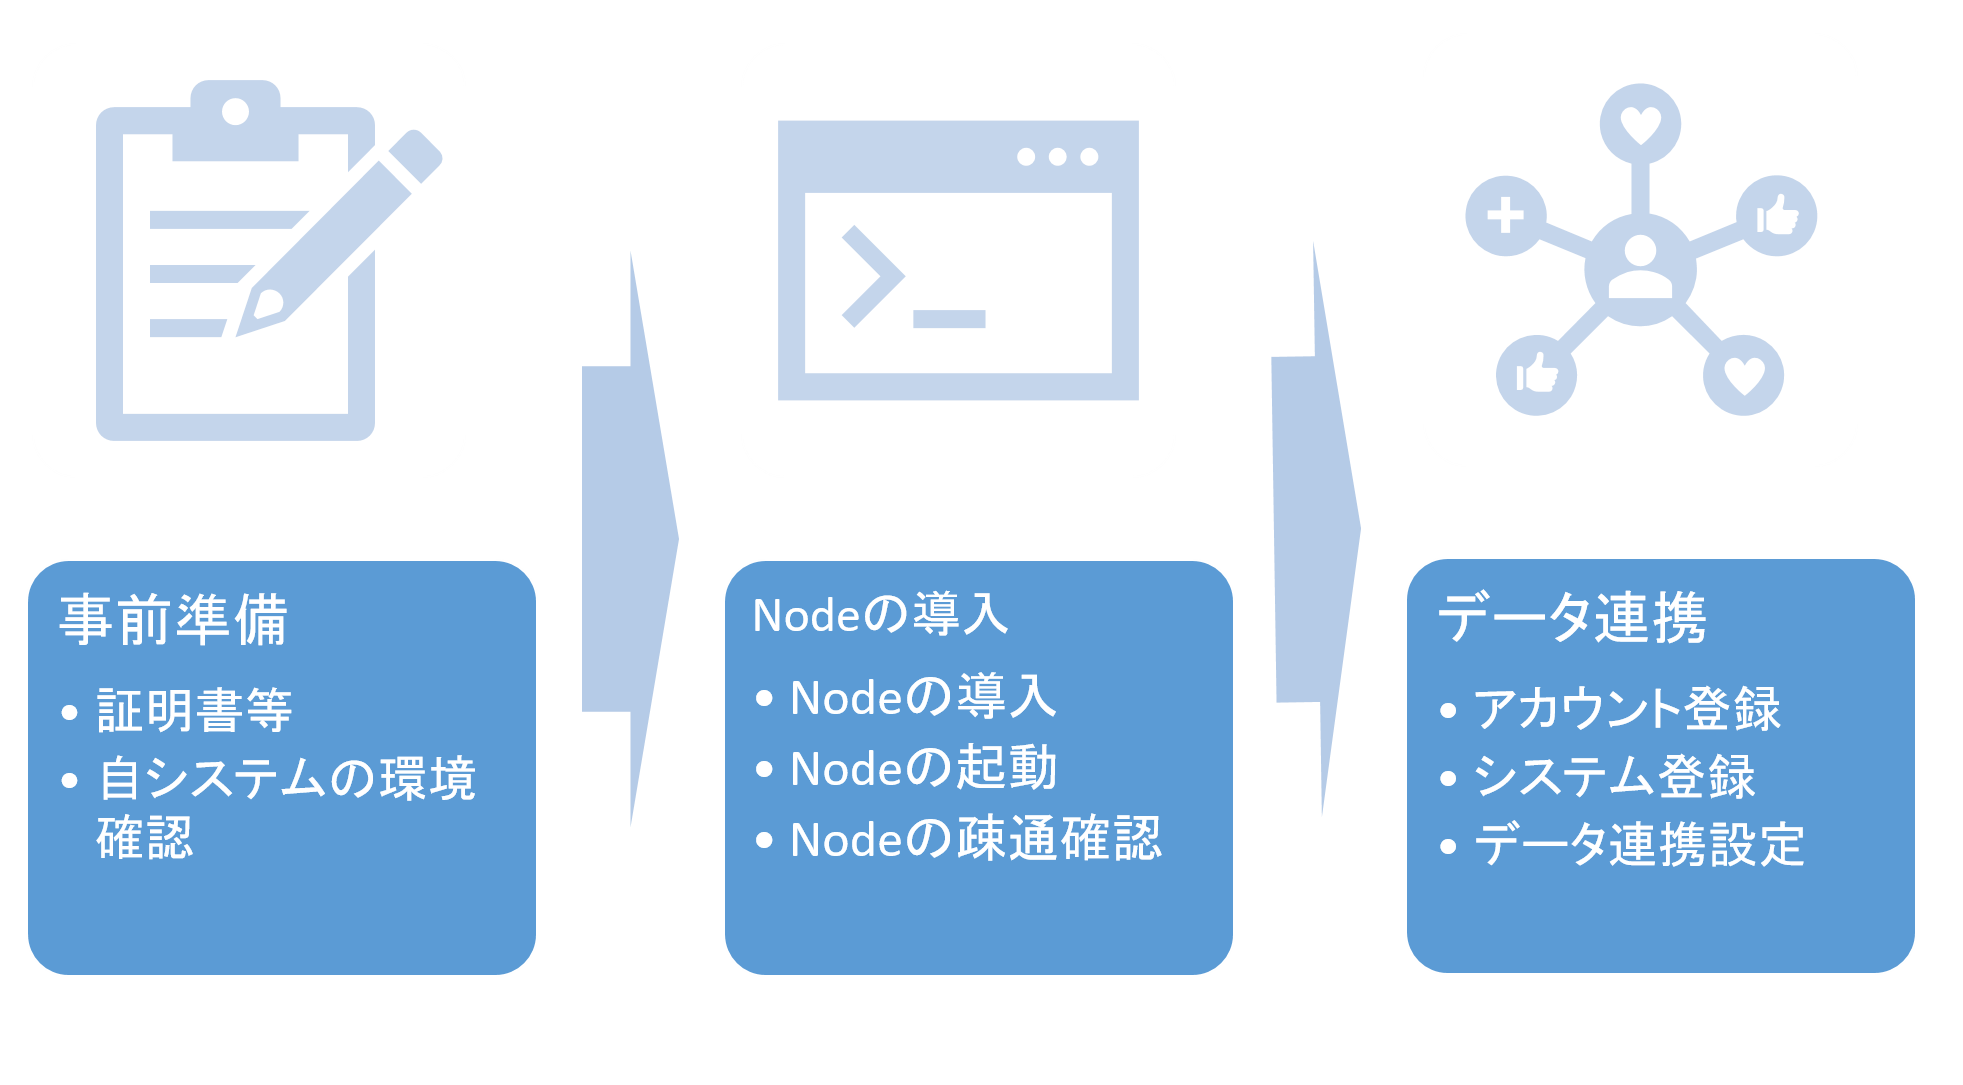 事前準備
• 証明書等
• 自システムの環境
確認
Nodeの導入
• Nodeの導入
• Nodeの起動
• Nodeの疎通確認
データ連携
• アカウント登録
• システム登録
• データ連携設定